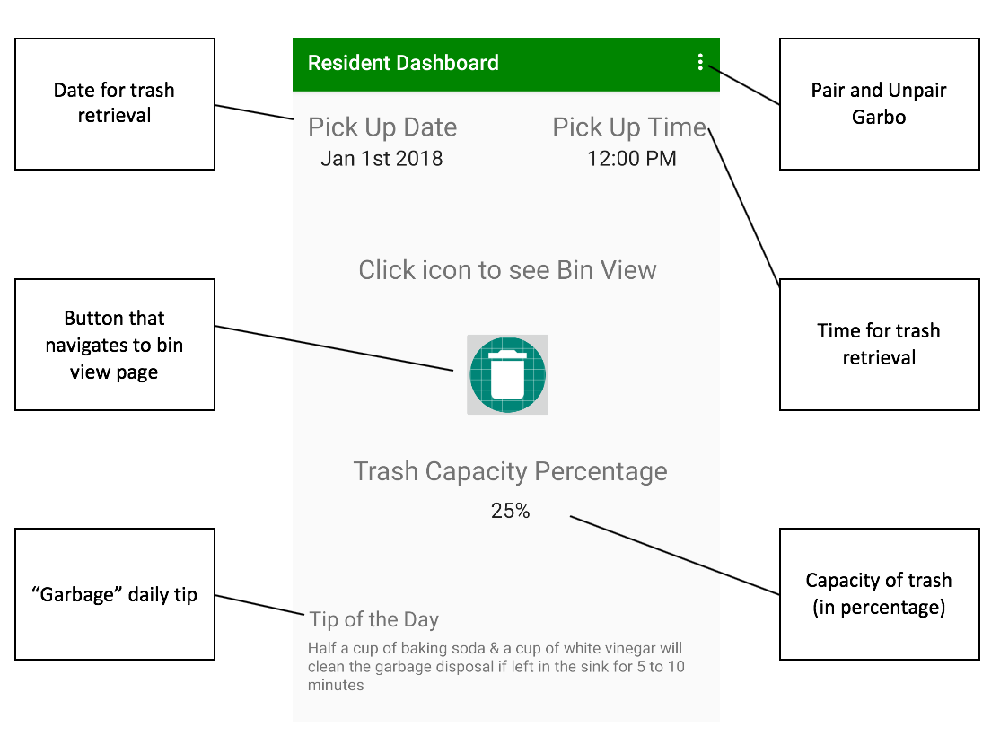 Date for trash
retrieval
Resident Dashboard
Pair and Unpair
Garbo
Pick Up Date
Jan 1st 2018
Pick Up Time
12:00 PM
Click icon to see Bin View
Button that
navigates to bin
view page
Time for trash
retrieval
Trash Capacity Percentage
25%
“Garbage” daily tip
Capacity of trash
(in percentage)
Tip of the Day
Half a cup of baking soda & a cup of white vinegar will
clean the garbage disposal if left in the sink for 5 to 10
minutes